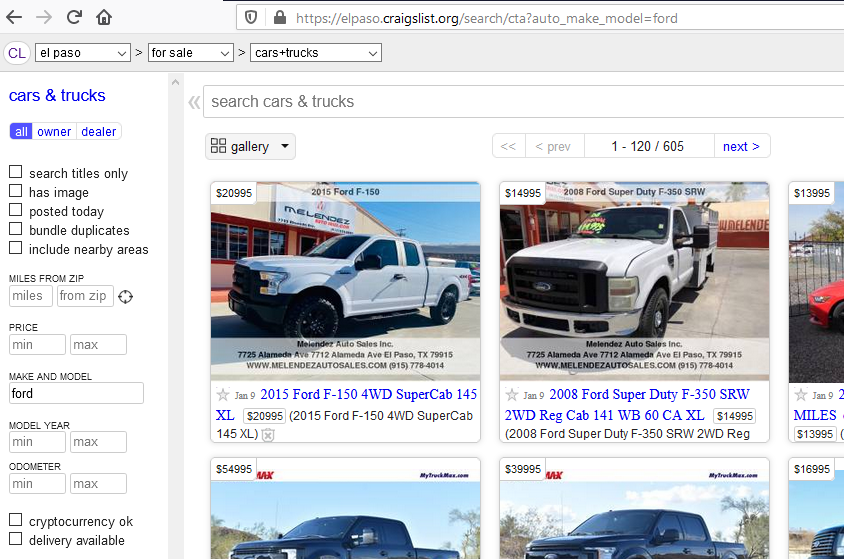 https://elpaso.craigslist.org/search/cta?auto_make_model=ford
CL el paso > for sale > cars+trucks
cars & trucks
all owner dealer
search titles only
has image
posted today
bundle duplicates
include nearby areas
MILES FROM ZIP
miles from zip
PRICE
min max
MAKE AND MODEL
ford
MODEL YEAR
min max
ODOMETER
min max
cryptocurrency ok
delivery available
« search cars & trucks
gallery << < prev 1 - 120 / 605 next >
$20995 2015 Ford F-150
MELENDEZ
Melendez Auto Sales Inc.
7725 Alameda Ave 7712 Alameda Ave El Paso, TX 79915
WWW.MELENDEZAUTOSALES.COM (915) 778-4014
Jan 9 2015 Ford F-150 4WD SuperCab 145
XL $20995 (2015 Ford F-150 4WD SuperCab
145 XL)
$14995 2008 Ford Super Duty F-350 SRW
MELENDEZ
Melendez Auto Sales Inc.
7725 Alameda Ave 7712 Alameda Ave El Paso, TX 79915
WWW.MELENDEZAUTOSALES.COM (915) 778-4014
Jan 9 2008 Ford Super Duty F-350 SRW
2WD Reg Cab 141 WB 60 CA XL $14995
(2008 Ford Super Duty F-350 SRW 2WD Reg
$13995
Jan 9 2
MILES
$13995 (
$54995 MAX MyTruckMax.com
$39995 MAX MyTruckMax.com
$16995